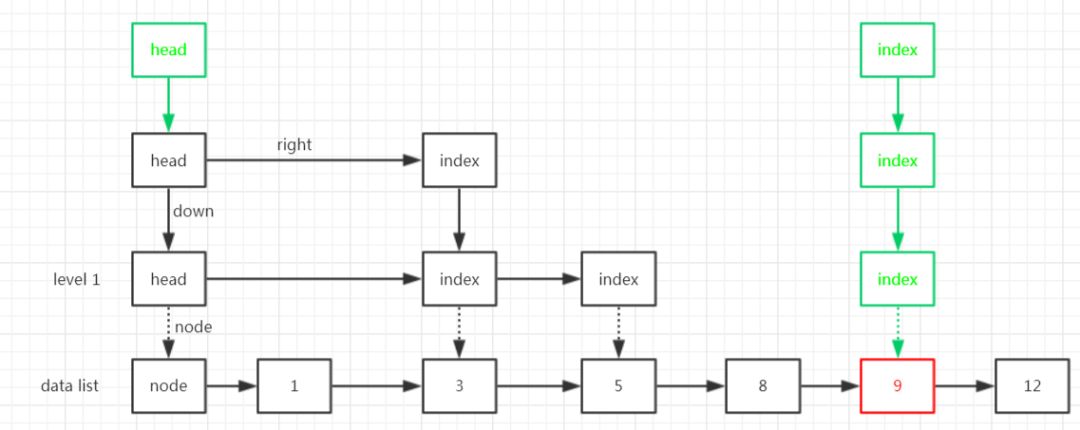 head index
right
head index index
down
level 1 head index index index
node
data list node 1 3 5 8 9 12